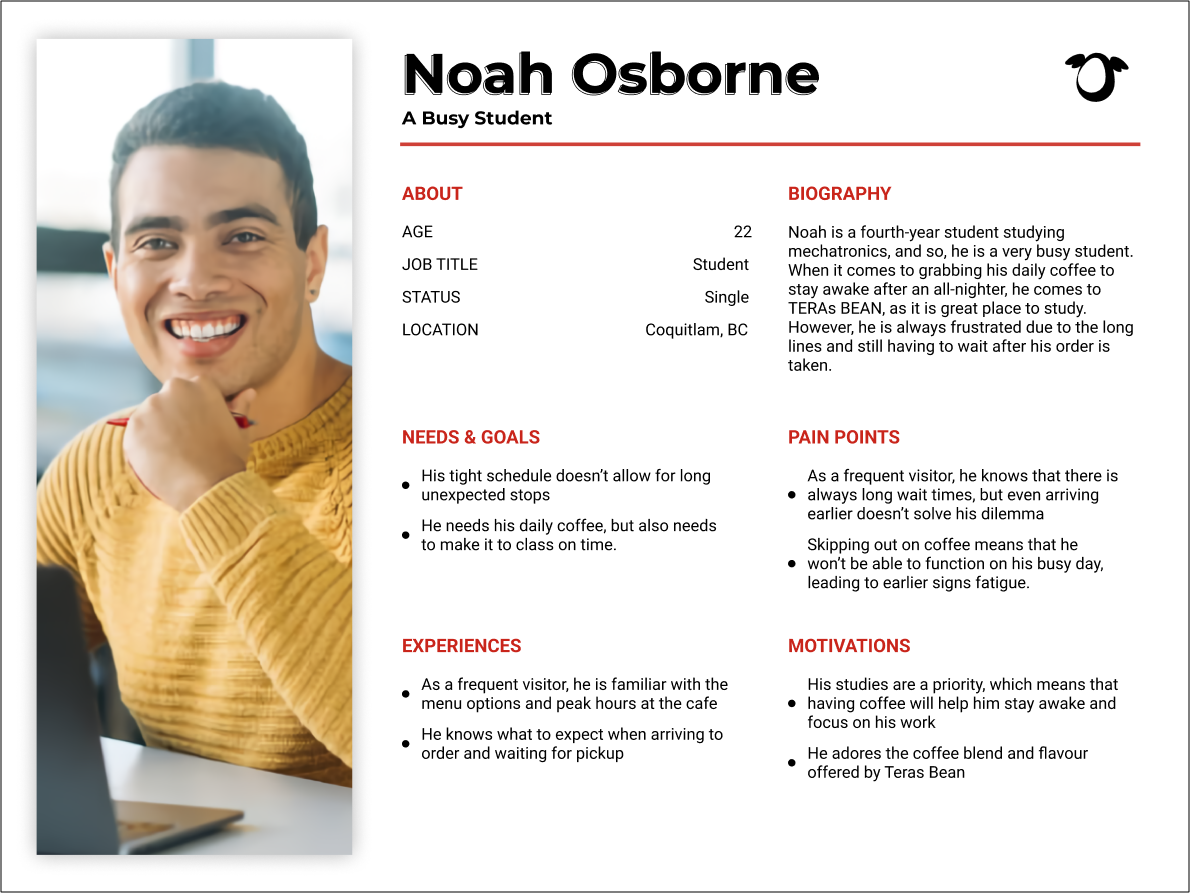 Noah Osborne
A Busy Student
ABOUT
AGE 22
JOB TITLE Student
STATUS Single
LOCATION Coquitlam, BC
BIOGRAPHY
Noah is a fourth-year student studying
mechatronics, and so, he is a very busy student.
When it comes to grabbing his daily coffee to
stay awake after an all-nighter, he comes to
TERAs BEAN, as it is great place to study.
However, he is always frustrated due to the long
lines and still having to wait after his order is
taken.
NEEDS & GOALS
• His tight schedule doesn’t allow for long
unexpected stops
• He needs his daily coffee, but also needs
to make it to class on time.
PAIN POINTS
• As a frequent visitor, he knows that there is
always long wait times, but even arriving
earlier doesn’t solve his dilemma
• Skipping out on coffee means that he
won’t be able to function on his busy day,
leading to earlier signs fatigue.
EXPERIENCES
• As a frequent visitor, he is familiar with the
menu options and peak hours at the cafe
• He knows what to expect when arriving to
order and waiting for pickup
MOTIVATIONS
• His studies are a priority, which means that
having coffee will help him stay awake and
focus on his work
• He adores the coffee blend and flavour
offered by Teras Bean